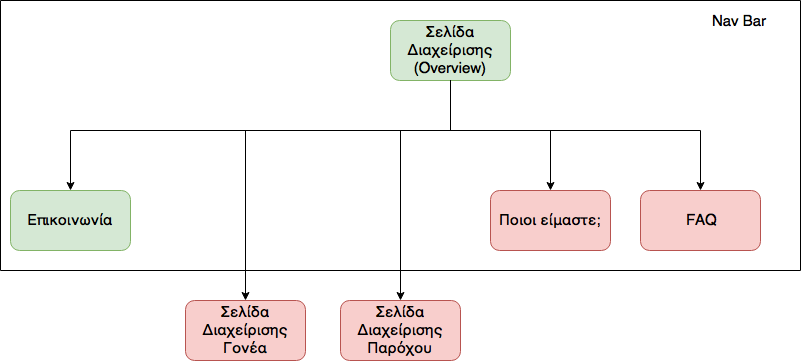 Nav Bar
Σελίδα
Διαχείρισης
(Overview)
Επικοινωνία
Ποιοι είμαστε;
FAQ
Σελίδα
Διαχείρισης
Γονέα
Σελίδα
Διαχείρισης
Παρόχου